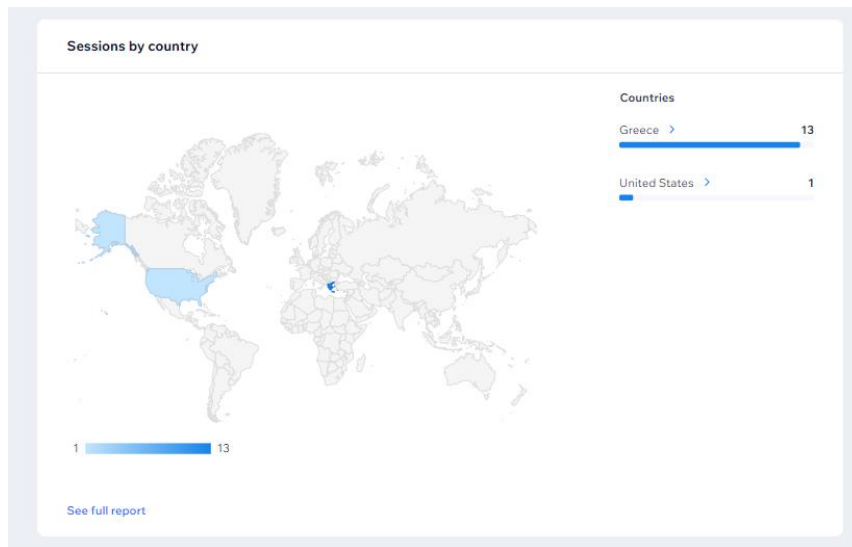 Sessions by country
Countries
Greece 13
United States 1
1 13
See full report